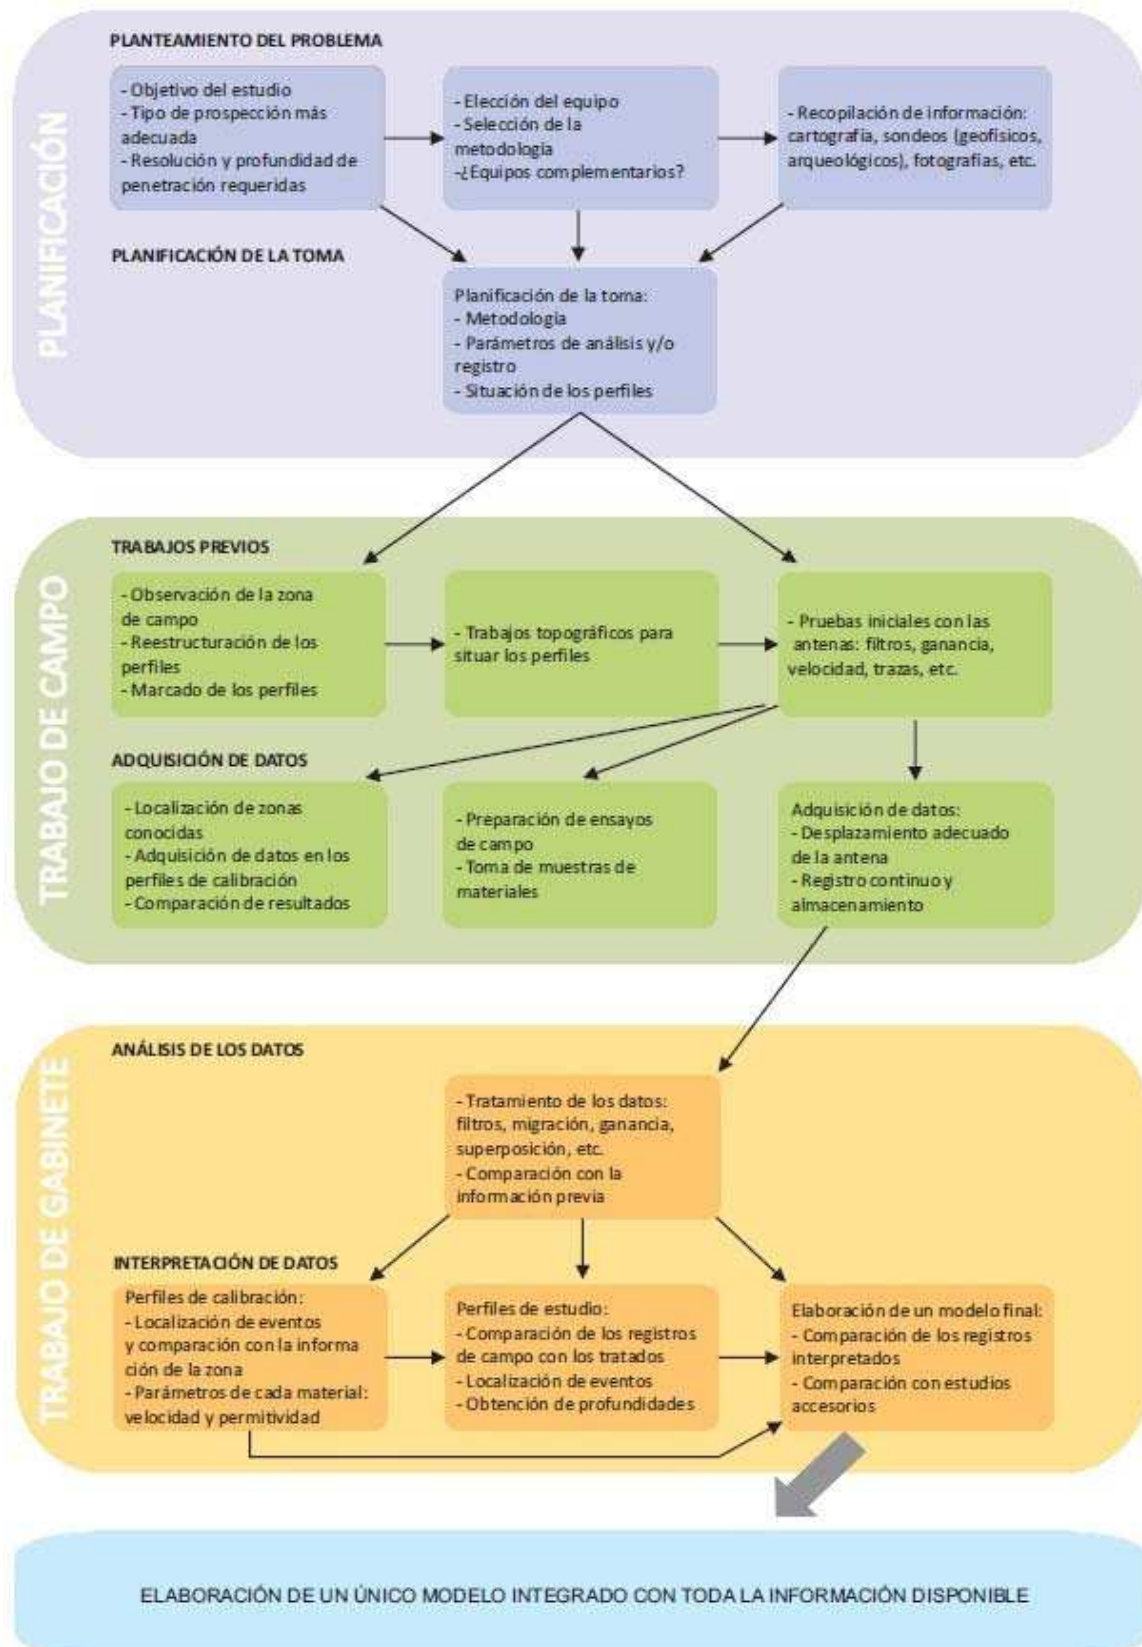 PLANIFICACIÓN
PLANTEAMIENTO DEL PROBLEMA
- Objetivo del estudio
- Tipo de prospección más
adecuada
- Resolución y profundidad de
penetración requeridas
- Elección del equipo
- Selección de la
metodología
-¿Equipos complementarios?
- Recopilación de información:
cartografía, sondeos (geofísicos,
arqueológicos), fotografías, etc.
PLANIFICACIÓN DE LA TOMA
Planificación de la toma:
- Metodología
- Parámetros de análisis y/o
registro
- Situación de los perfiles
TRABAJO DE CAMPO
TRABAJOS PREVIOS
- Observación de la zona
de campo
- Reestructuración de los
perfiles
- Marcado de los perfiles
- Trabajos topográficos para
situar los perfiles
- Pruebas iniciales con las
antenas: filtros, ganancia,
velocidad, trazas, etc.
ADQUISICIÓN DE DATOS
- Localización de zonas
conocidas
- Adquisición de datos en los
perfiles de calibración
- Comparación de resultados
- Preparación de ensayos
de campo
- Toma de muestras de
materiales
Adquisición de datos:
- Desplazamiento adecuado
de la antena
- Registro continuo y
almacenamiento
TRABAJO DE GABINETE
ANÁLISIS DE LOS DATOS
- Tratamiento de los datos:
filtros, migración, ganancia,
superposición, etc.
- Comparación con la
información previa
INTERPRETACIÓN DE DATOS
Perfiles de calibración:
- Localización de eventos
y comparación con la informa
ción de la zona
- Parámetros de cada material:
velocidad y permitividad
Perfiles de estudio:
- Comparación de los registros
de campo con los tratados
- Localización de eventos
- Obtención de profundidades
Elaboración de un modelo final:
- Comparación de los registros
interpretados
- Comparación con estudios
accesorios
ELABORACIÓN DE UN ÚNICO MODELO INTEGRADO CON TODA LA INFORMACIÓN DISPONIBLE